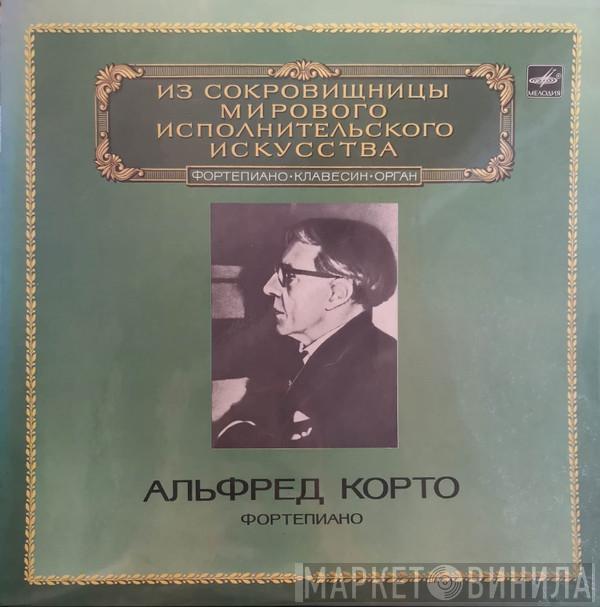 ИЗ СОКРОВИЩНИЦЫ
МИРОВОГО
ИСПОЛНИТЕЛЬСКОГО
ИСКУССТВА
ФОРТЕПИАНО·КЛАВЕСИН·ОРГАН
МЕЛОДИЯ
АЛЬФРЕД КОРТО
ФОРТЕПИАНО
МАРКЕТ ВИНИЛА